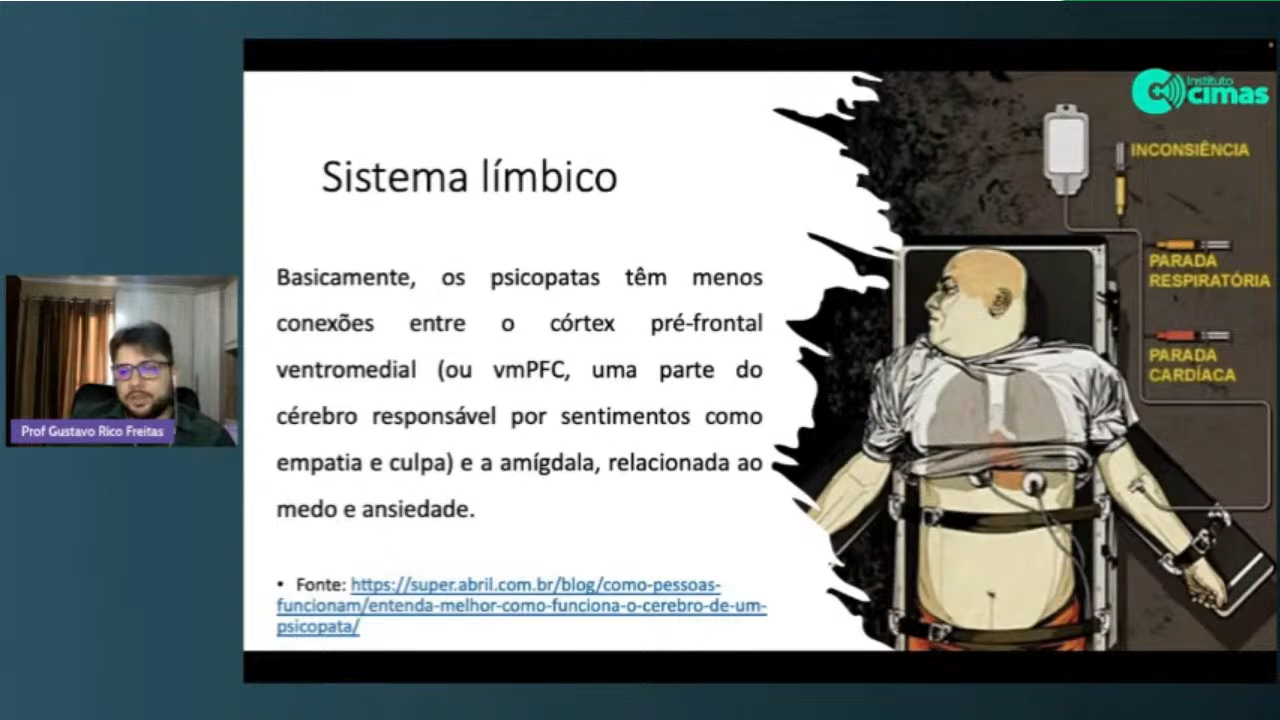 Instituto
cimas
Sistema límbico
Basicamente, os psicopatas têm menos
conexões entre o córtex pré-frontal
ventromedial (ou vmPFC, uma parte do
cérebro responsável por sentimentos como
empatia e culpa) e a amígdala, relacionada ao
medo e ansiedade.
• Fonte: https://super.abril.com.br/blog/como-pessoas-
funcionam/entenda-melhor-como-funciona-o-cerebro-de-um-
psicopata/
INCONSIÊNCIA
PARADA
RESPIRATÓRIA
PARADA
CARDÍACA
Prof Gustavo Rico Freitas